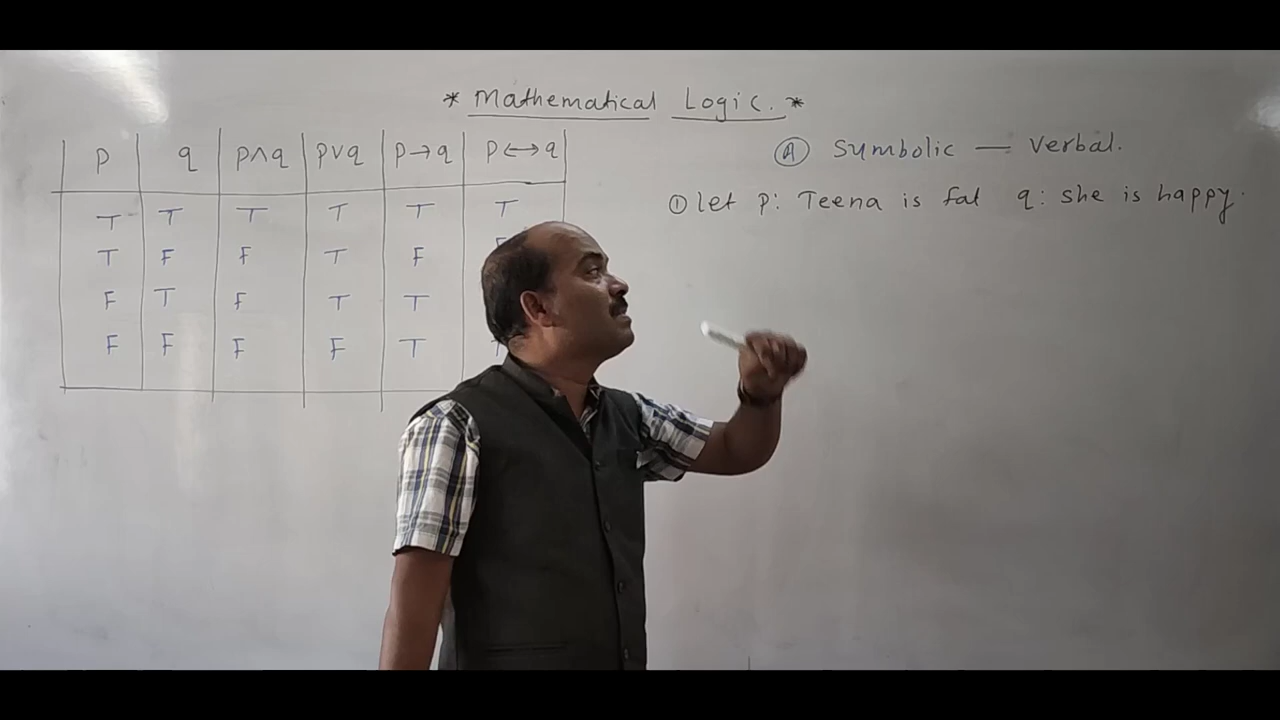 * Mathematical Logic. *
p q p∧q p∨q p→q p↔q
T T T T T T
T F F T F
F T F T T
F F F F T
Ⓐ Symbolic — Verbal.
① Let p: Teena is fat q: she is happy.